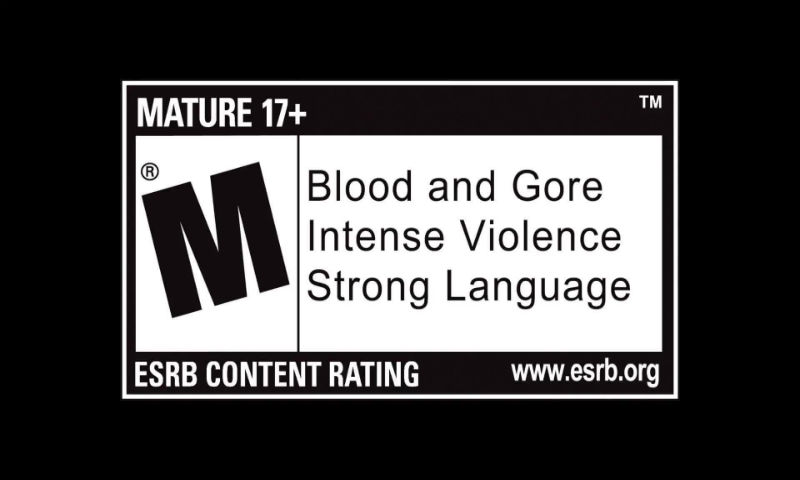 MATURE 17+
™
®
M
Blood and Gore
Intense Violence
Strong Language
ESRB CONTENT RATING
www.esrb.org